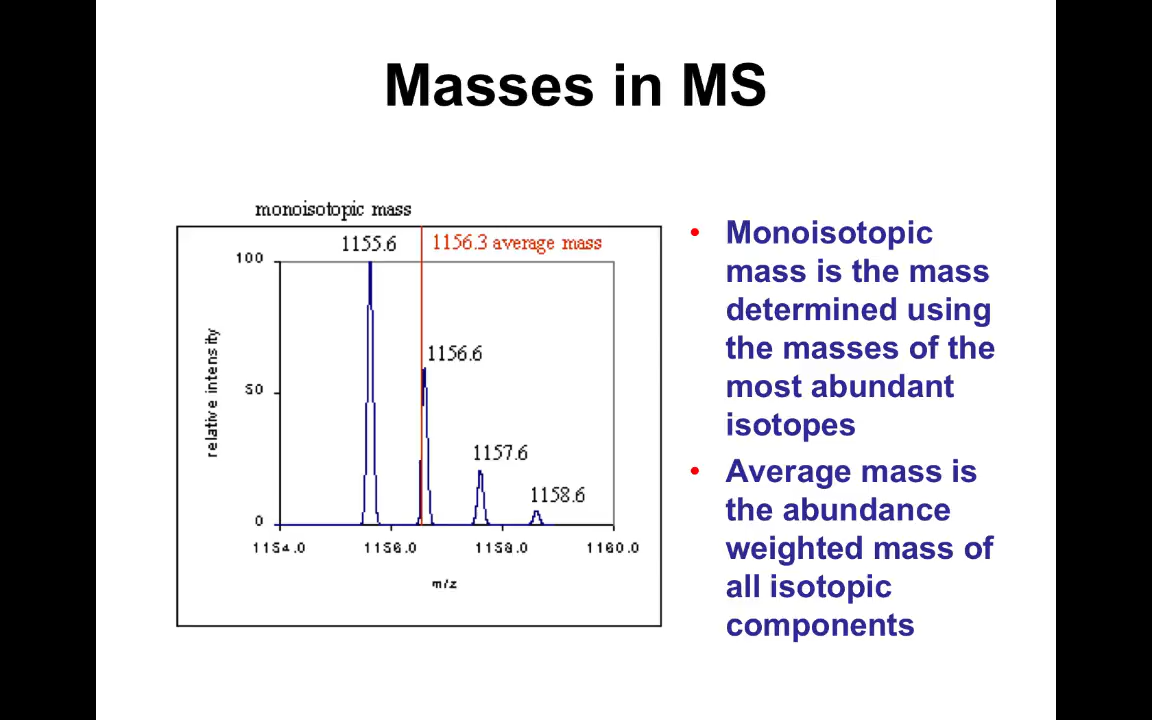 Masses in MS
monoisotopic mass
1155.6
1156.3 average mass
100
1156.6
50
relative intensity
1157.6
1158.6
0
1154.0 1156.0 1158.0 1160.0
m/z
• Monoisotopic
mass is the mass
determined using
the masses of the
most abundant
isotopes
• Average mass is
the abundance
weighted mass of
all isotopic
components